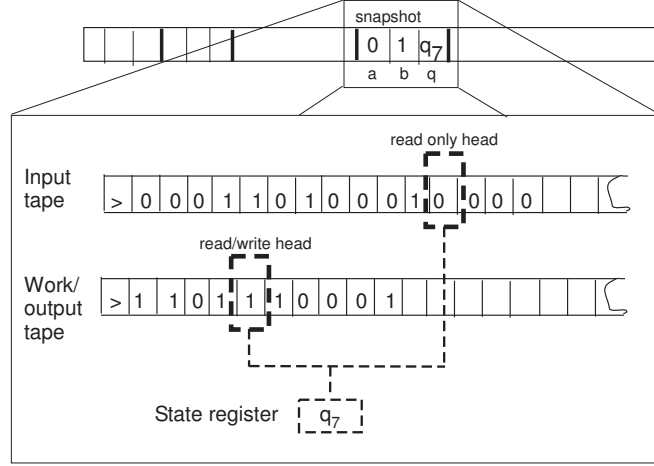 snapshot
0 1 q7
a b q
read only head
Input tape
> 0 0 0 1 1 0 1 0 0 0 1 0 0 0 0
read/write head
Work/ output tape
> 1 1 0 1 1 1 0 0 0 1
State register q7